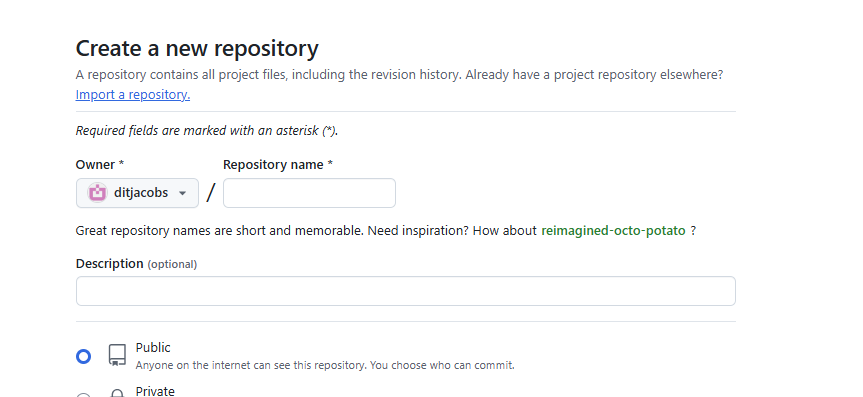 Create a new repository
A repository contains all project files, including the revision history. Already have a project repository elsewhere?
Import a repository.
Required fields are marked with an asterisk (*).
Owner * Repository name *
ditjacobs /
Great repository names are short and memorable. Need inspiration? How about reimagined-octo-potato ?
Description (optional)
Public
Anyone on the internet can see this repository. You choose who can commit.
Private